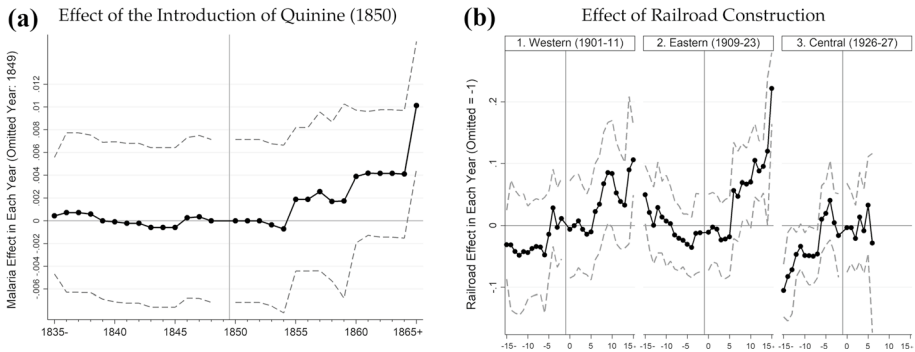 (a) Effect of the Introduction of Quinine (1850)
Malaria Effect in Each Year (Omitted Year: 1849)
.012
.01
.008
.006
.004
.002
0
-.002
-.004
-.006
1835- 1840 1845 1850 1855 1860 1865+
(b) Effect of Railroad Construction
1. Western (1901-11) 2. Eastern (1909-23) 3. Central (1926-27)
Railroad Effect in Each Year (Omitted = -1)
.2
.1
0
-.1
-15- -10 -5 0 5 10 15- -15- -10 -5 0 5 10 15- -15- -10 -5 0 5 10 15-